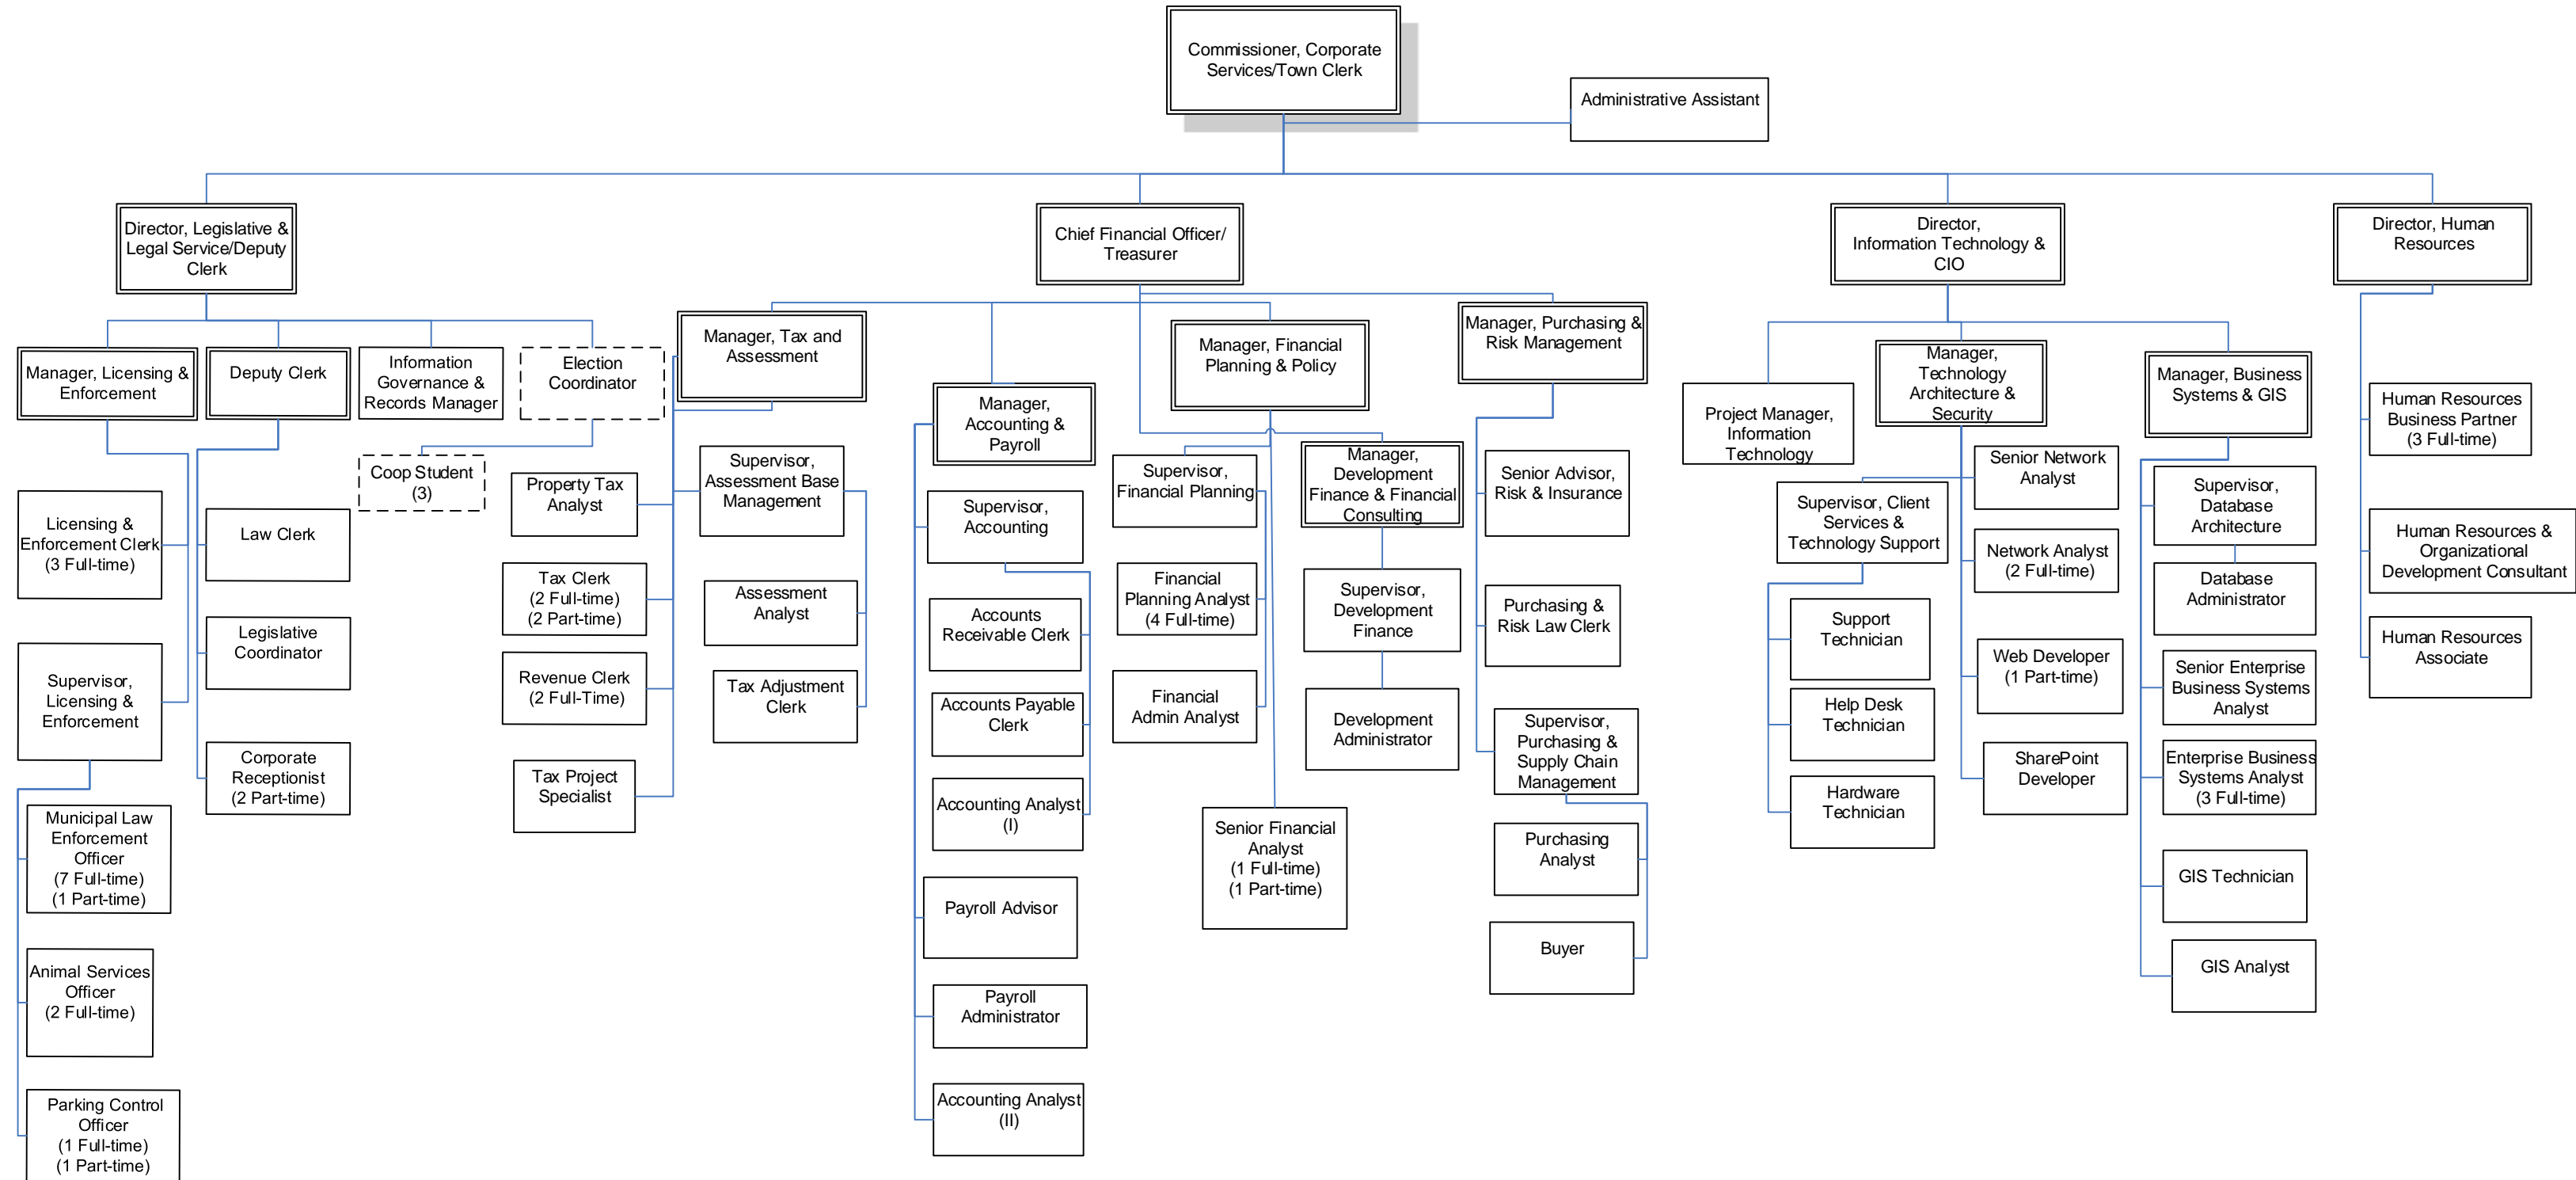 Commissioner, Corporate
Services/Town Clerk
Administrative Assistant
Director, Legislative &
Legal Service/Deputy
Clerk
Chief Financial Officer/
Treasurer
Director,
Information Technology &
CIO
Director, Human
Resources
Manager, Licensing &
Enforcement
Deputy Clerk
Information
Governance &
Records Manager
Election
Coordinator
Coop Student
(3)
Licensing &
Enforcement Clerk
(3 Full-time)
Supervisor,
Licensing &
Enforcement
Municipal Law
Enforcement
Officer
(7 Full-time)
(1 Part-time)
Animal Services
Officer
(2 Full-time)
Parking Control
Officer
(1 Full-time)
(1 Part-time)
Law Clerk
Legislative
Coordinator
Corporate
Receptionist
(2 Part-time)
Manager, Tax and
Assessment
Property Tax
Analyst
Tax Clerk
(2 Full-time)
(2 Part-time)
Revenue Clerk
(2 Full-Time)
Tax Project
Specialist
Supervisor,
Assessment Base
Management
Assessment
Analyst
Tax Adjustment
Clerk
Manager,
Accounting &
Payroll
Supervisor,
Accounting
Accounts
Receivable Clerk
Accounts Payable
Clerk
Accounting Analyst
(I)
Payroll Advisor
Payroll
Administrator
Accounting Analyst
(II)
Manager, Financial
Planning & Policy
Supervisor,
Financial Planning
Financial
Planning Analyst
(4 Full-time)
Financial
Admin Analyst
Senior Financial
Analyst
(1 Full-time)
(1 Part-time)
Manager,
Development
Finance & Financial
Consulting
Supervisor,
Development
Finance
Development
Administrator
Manager, Purchasing &
Risk Management
Senior Advisor,
Risk & Insurance
Purchasing &
Risk Law Clerk
Supervisor,
Purchasing &
Supply Chain
Management
Purchasing
Analyst
Buyer
Project Manager,
Information
Technology
Manager,
Technology
Architecture &
Security
Supervisor, Client
Services &
Technology Support
Support
Technician
Help Desk
Technician
Hardware
Technician
Senior Network
Analyst
Network Analyst
(2 Full-time)
Web Developer
(1 Part-time)
SharePoint
Developer
Manager, Business
Systems & GIS
Supervisor,
Database
Architecture
Database
Administrator
Senior Enterprise
Business Systems
Analyst
Enterprise Business
Systems Analyst
(3 Full-time)
GIS Technician
GIS Analyst
Human Resources
Business Partner
(3 Full-time)
Human Resources &
Organizational
Development Consultant
Human Resources
Associate